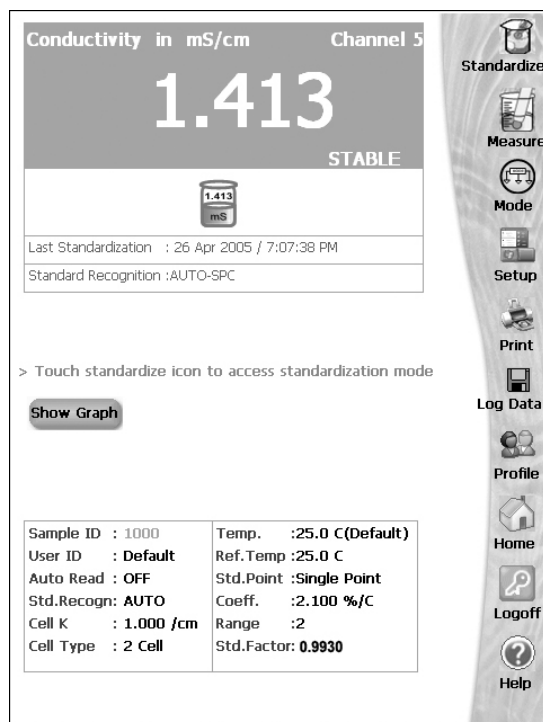 Conductivity in mS/cm Channel 5
1.413
STABLE
1.413
mS
Last Standardization : 26 Apr 2005 / 7:07:38 PM
Standard Recognition :AUTO-SPC
> Touch standardize icon to access standardization mode
Show Graph
Sample ID : 1000 Temp. :25.0 C(Default)
User ID : Default Ref.Temp :25.0 C
Auto Read : OFF Std.Point :Single Point
Std.Recogn: AUTO Coeff. :2.100 %/C
Cell K : 1.000 /cm Range :2
Cell Type : 2 Cell Std.Factor: 0.9930
Standardize
Measure
Mode
Setup
Print
Log Data
Profile
Home
Logoff
Help